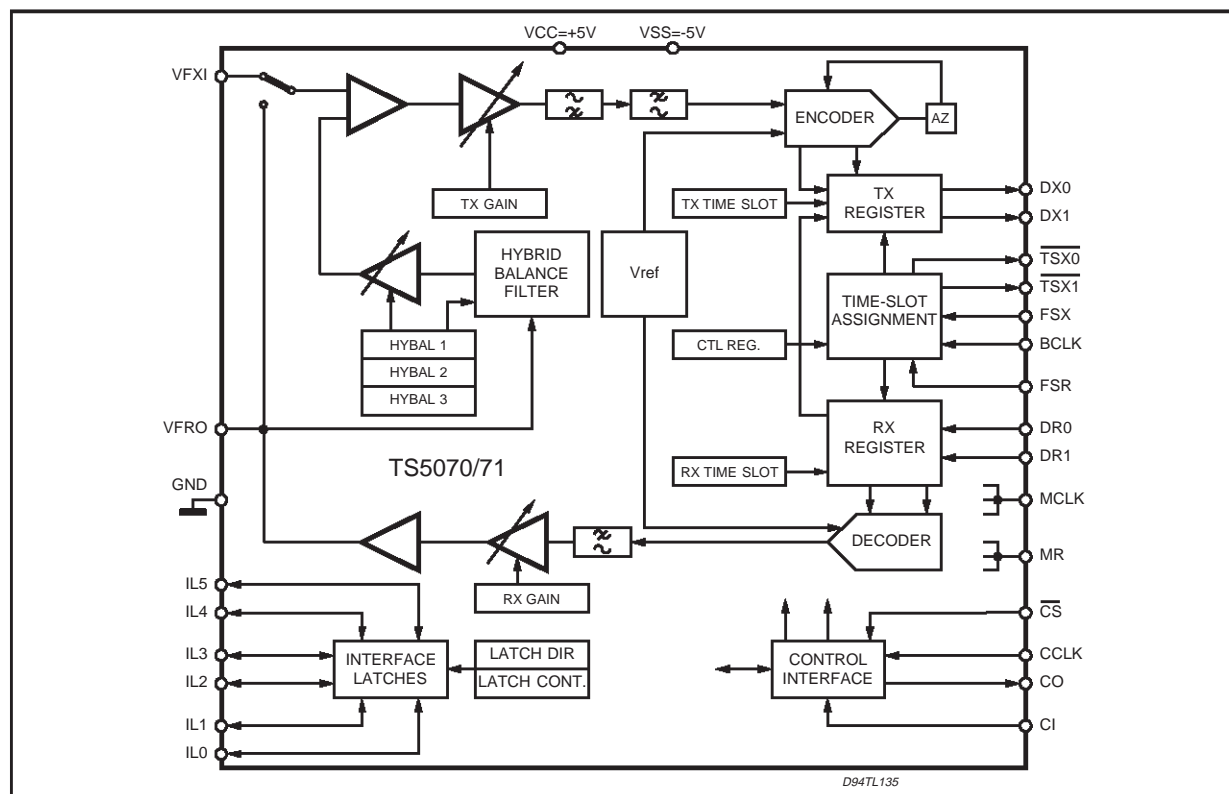 VCC=+5V
VSS=-5V
VFXI
ENCODER
AZ
TX GAIN
TX TIME SLOT
TX
REGISTER
DX0
DX1
HYBRID
BALANCE
FILTER
Vref
TSX0
TSX1
TIME-SLOT
ASSIGNMENT
FSX
BCLK
FSR
CTL REG.
HYBAL 1
HYBAL 2
HYBAL 3
VFRO
RX
REGISTER
DR0
DR1
TS5070/71
RX TIME SLOT
GND
MCLK
DECODER
MR
RX GAIN
IL5
IL4
IL3
IL2
IL1
IL0
INTERFACE
LATCHES
LATCH DIR
LATCH CONT.
CONTROL
INTERFACE
CS
CCLK
CO
CI
D94TL135